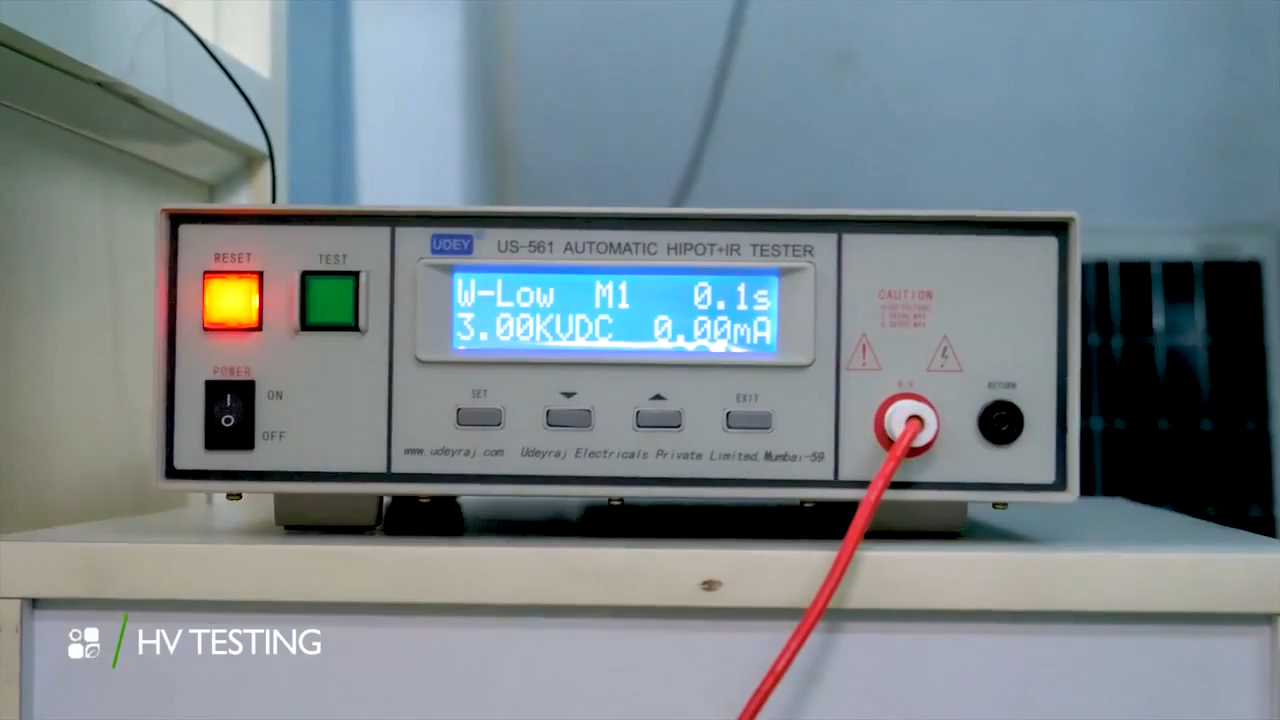 UDEY
US-561 AUTOMATIC HIPOT+IR TESTER
RESET
TEST
W-Low M1 0.1s
3.00KVDC 0.00mA
CAUTION
POWER
ON
OFF
SET
EXIT
RETURN
www.udeyraj.com Udeyraj Electricals Private Limited,Mumbai-59
HV TESTING